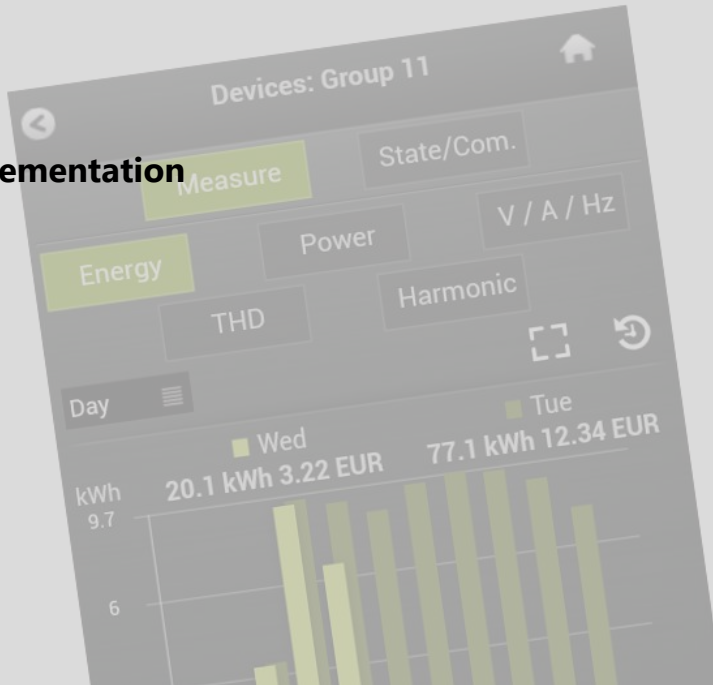 Devices: Group 11
ementation
Measure
State/Com.
Energy
Power
V / A / Hz
THD
Harmonic
Day
Wed
Tue
20.1 kWh 3.22 EUR
77.1 kWh 12.34 EUR
kWh
9.7
6